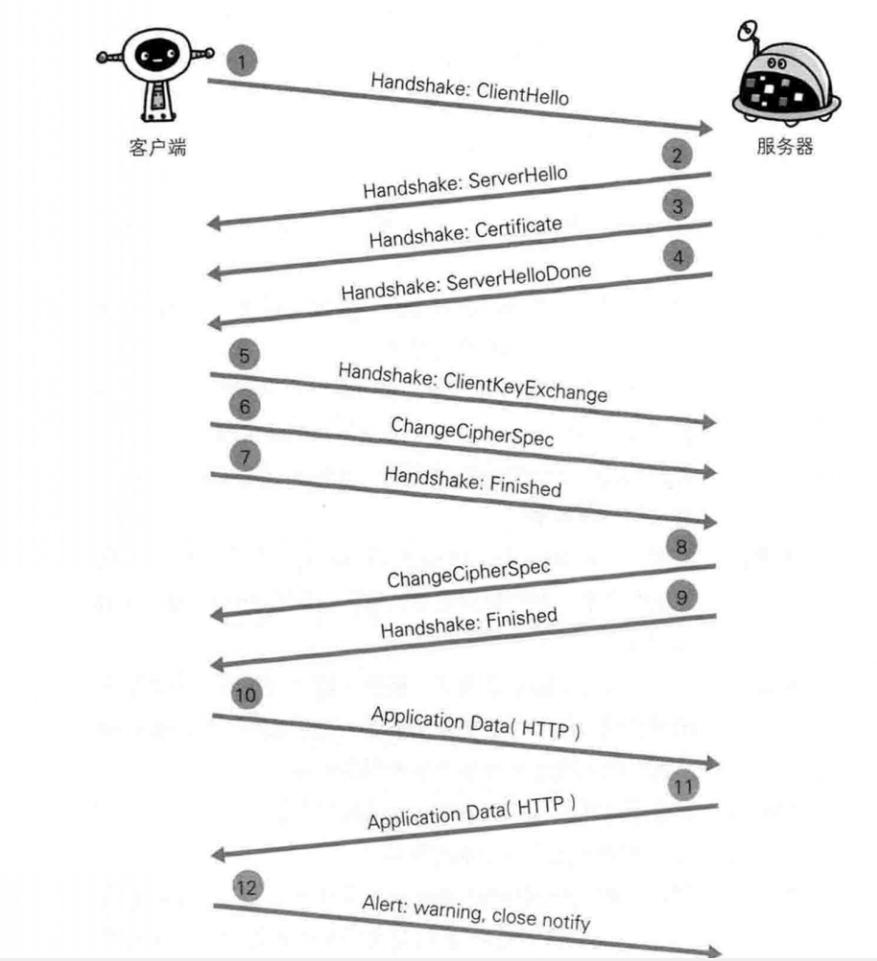 1
Handshake: ClientHello
客户端
服务器
2
Handshake: ServerHello
3
Handshake: Certificate
4
Handshake: ServerHelloDone
5
Handshake: ClientKeyExchange
6
ChangeCipherSpec
7
Handshake: Finished
8
ChangeCipherSpec
9
Handshake: Finished
10
Application Data( HTTP )
11
Application Data( HTTP )
12
Alert: warning, close notify